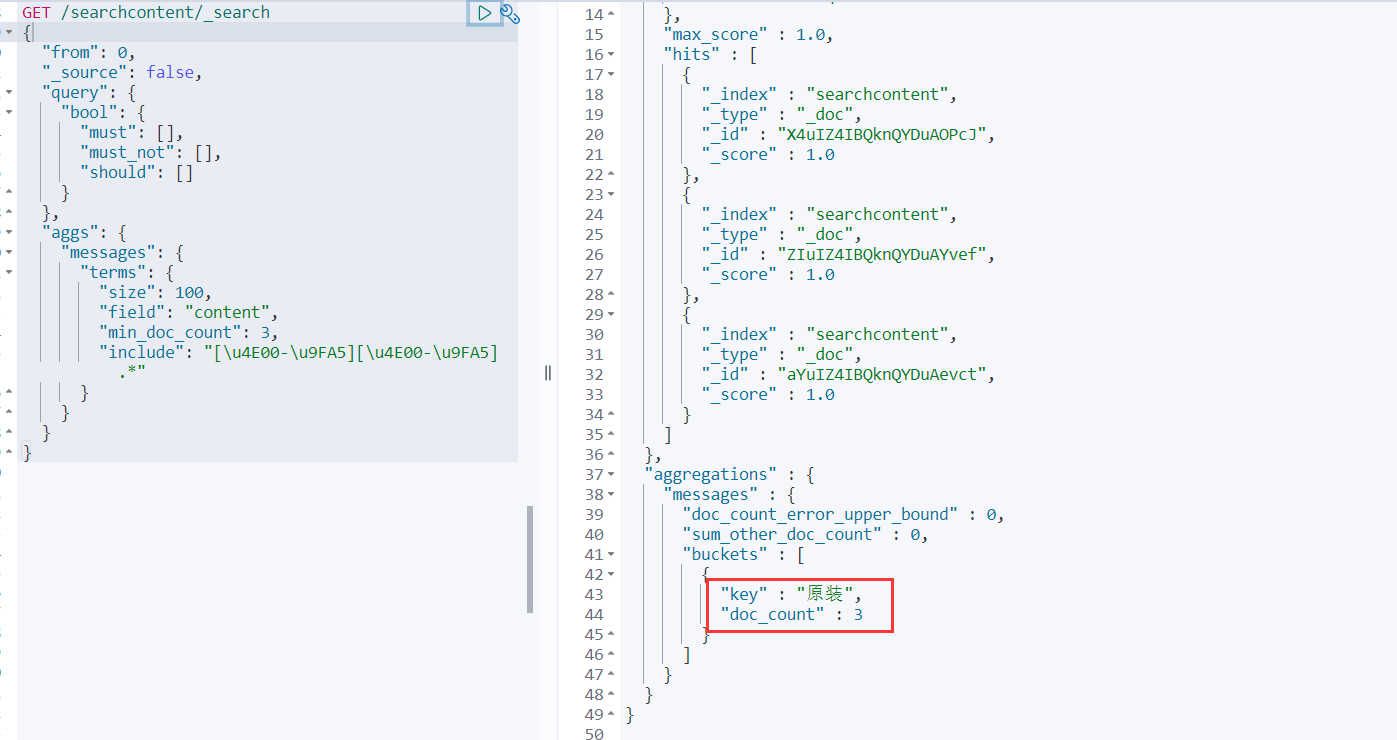 GET /searchcontent/_search
{
"from": 0,
"_source": false,
"query": {
"bool": {
"must": [],
"must_not": [],
"should": []
}
},
"aggs": {
"messages": {
"terms": {
"size": 100,
"field": "content",
"min_doc_count": 3,
"include": "[\u4E00-\u9FA5][\u4E00-\u9FA5]
.*"
}
}
}
}
14 },
15 "max_score" : 1.0,
16 "hits" : [
17 {
18 "_index" : "searchcontent",
19 "_type" : "_doc",
20 "_id" : "X4uIZ4IBQknQYDuAOPcJ",
21 "_score" : 1.0
22 },
23 {
24 "_index" : "searchcontent",
25 "_type" : "_doc",
26 "_id" : "ZIuIZ4IBQknQYDuAYvef",
27 "_score" : 1.0
28 },
29 {
30 "_index" : "searchcontent",
31 "_type" : "_doc",
32 "_id" : "aYuIZ4IBQknQYDuAevct",
33 "_score" : 1.0
34 }
35 ]
36 },
37 "aggregations" : {
38 "messages" : {
39 "doc_count_error_upper_bound" : 0,
40 "sum_other_doc_count" : 0,
41 "buckets" : [
42 {
43 "key" : "原装",
44 "doc_count" : 3
45 }
46 ]
47 }
48 }
49 }
50